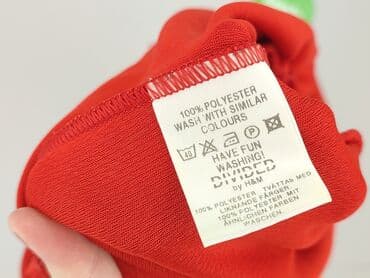 100% POLYESTER
WASH WITH SIMILAR
COLOURS
40 P
HAVE FUN
WASHING!
DIVIDED
by H&M
100% POLYESTER, TVÄTTAS MED
LIKNANDE FÄRGER.
100% POLYESTER MIT
ÄHNLICHEN FARBEN
WASCHEN.